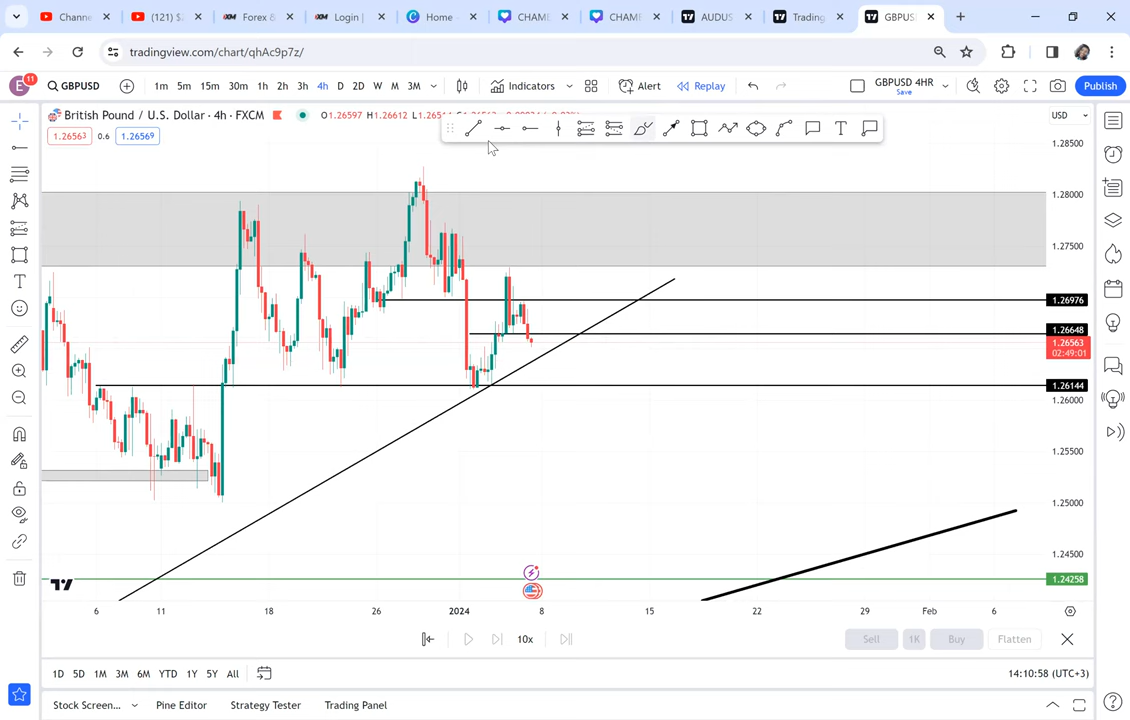 Channe
(121) $
Forex &
Login |
Home -
CHAME
CHAME
AUDUS
Trading
GBPUS
tradingview.com/chart/qhAc9p7z/
E 11 GBPUSD 1m 5m 15m 30m 1h 2h 3h 4h D 2D W M 3M Indicators Alert Replay GBPUSD 4HR Save Publish
British Pound / U.S. Dollar · 4h · FXCM O1.26597 H1.26612
USD
1.26563 0.6 1.26569
1.28500
1.28000
1.27500
1.26976
1.26648
1.26563
02:49:01
1.26144
1.26000
1.25500
1.25000
1.24500
1.24258
6 11 18 26 2024 8 15 22 29 Feb 6
10x Sell 1K Buy Flatten
1D 5D 1M 3M 6M YTD 1Y 5Y All 14:10:58 (UTC+3)
Stock Screen... Pine Editor Strategy Tester Trading Panel